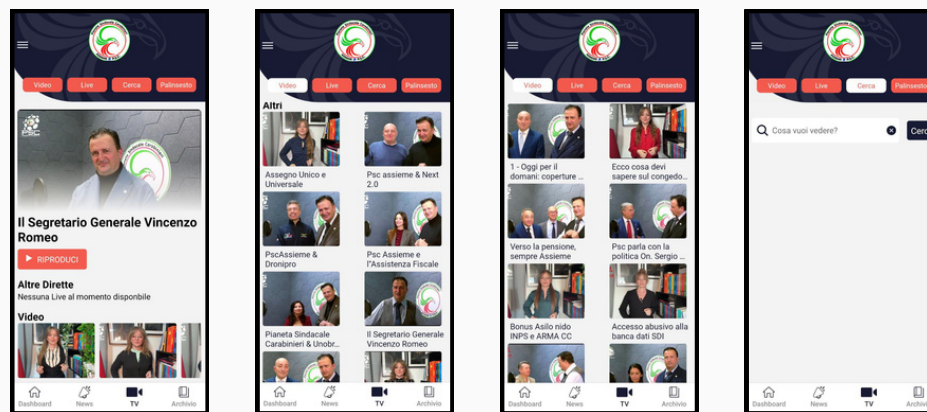 Video
Live
Cerca
Palinsesto
PSC
Il Segretario Generale Vincenzo
Romeo
RIPRODUCI
Altre Dirette
Nessuna Live al momento disponbile
Video
Dashboard
News
TV
Archivio
Video
Live
Cerca
Palinsesto
Altri
Assegno Unico e
Universale
Psc assieme & Next
2.0
PscAssieme &
Dronipro
Psc Assieme e
l'Assistenza Fiscale
Pianeta Sindacale
Carabinieri & Unobr...
Il Segretario Generale
Vincenzo Romeo
Dashboard
News
TV
Archivio
Video
Live
Cerca
Palinsesto
1 - Oggi per il
domani: coperture ...
Ecco cosa devi
sapere sul congedo...
Verso la pensione,
sempre Assieme
Psc parla con la
politica On. Sergio ...
Bonus Asilo nido
INPS e ARMA CC
Accesso abusivo alla
banca dati SDI
Dashboard
News
TV
Archivio
Video
Live
Cerca
Palinsesto
Cosa vuoi vedere?
Cerc
Dashboard
News
TV
Archivi